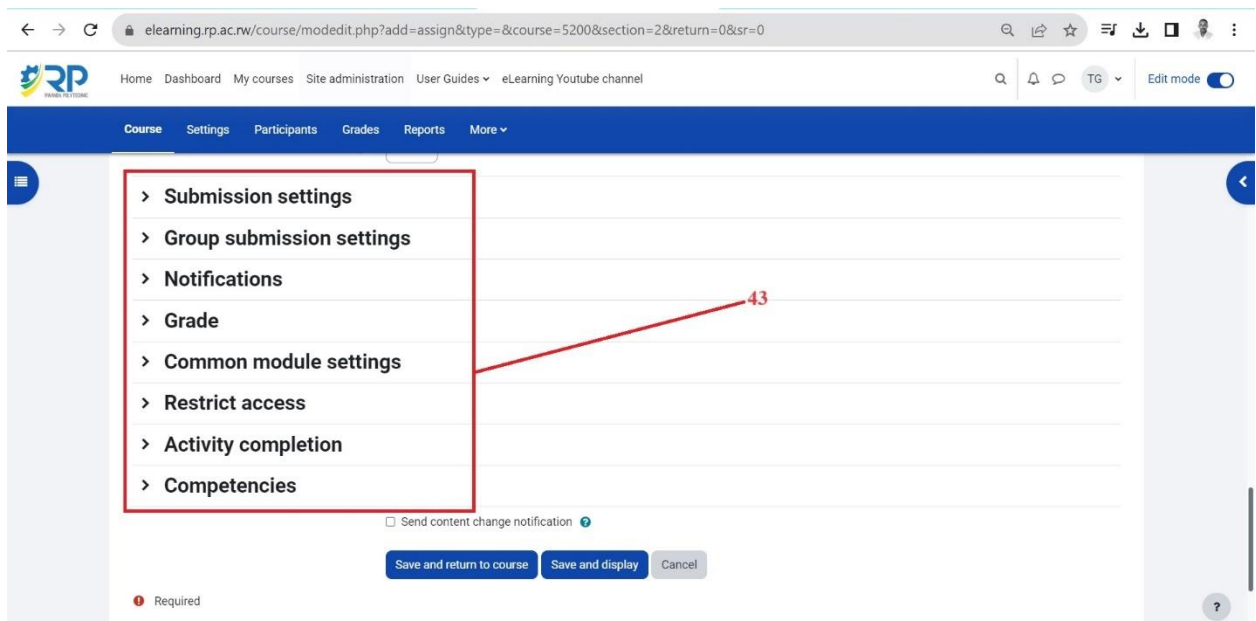 elearning.rp.ac.rw/course/modedit.php?add=assign&type=&course=5200&section=2&return=0&sr=0
RP
RWANDA POLYTECHNIC
Home Dashboard My courses Site administration User Guides eLearning Youtube channel
TG Edit mode
Course Settings Participants Grades Reports More
Submission settings
Group submission settings
Notifications
43
Grade
Common module settings
Restrict access
Activity completion
Competencies
Send content change notification ?
Save and return to course Save and display Cancel
! Required
?